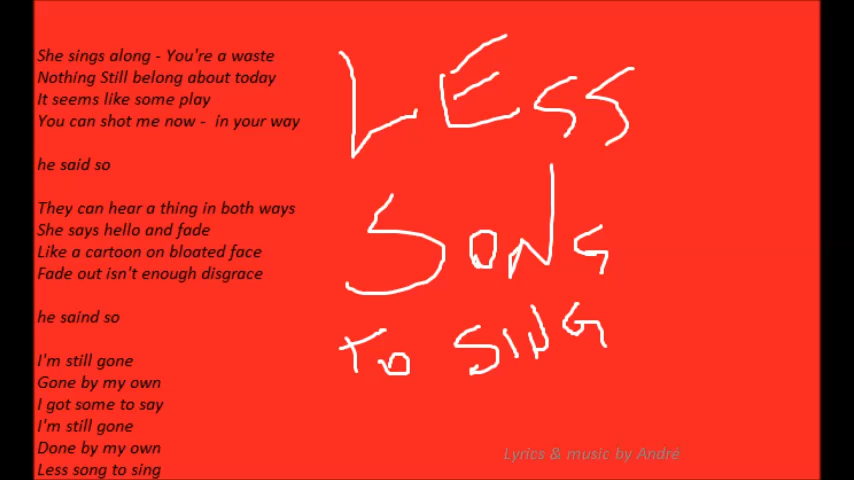 She sings along - You're a waste
Nothing Still belong about today
It seems like some play
You can shot me now - in your way
he said so
They can hear a thing in both ways
She says hello and fade
Like a cartoon on bloated face
Fade out isn't enough disgrace
he saind so
I'm still gone
Gone by my own
I got some to say
I'm still gone
Done by my own
Less song to sing
LESS
SONG
TO SING
Lyrics & music by André